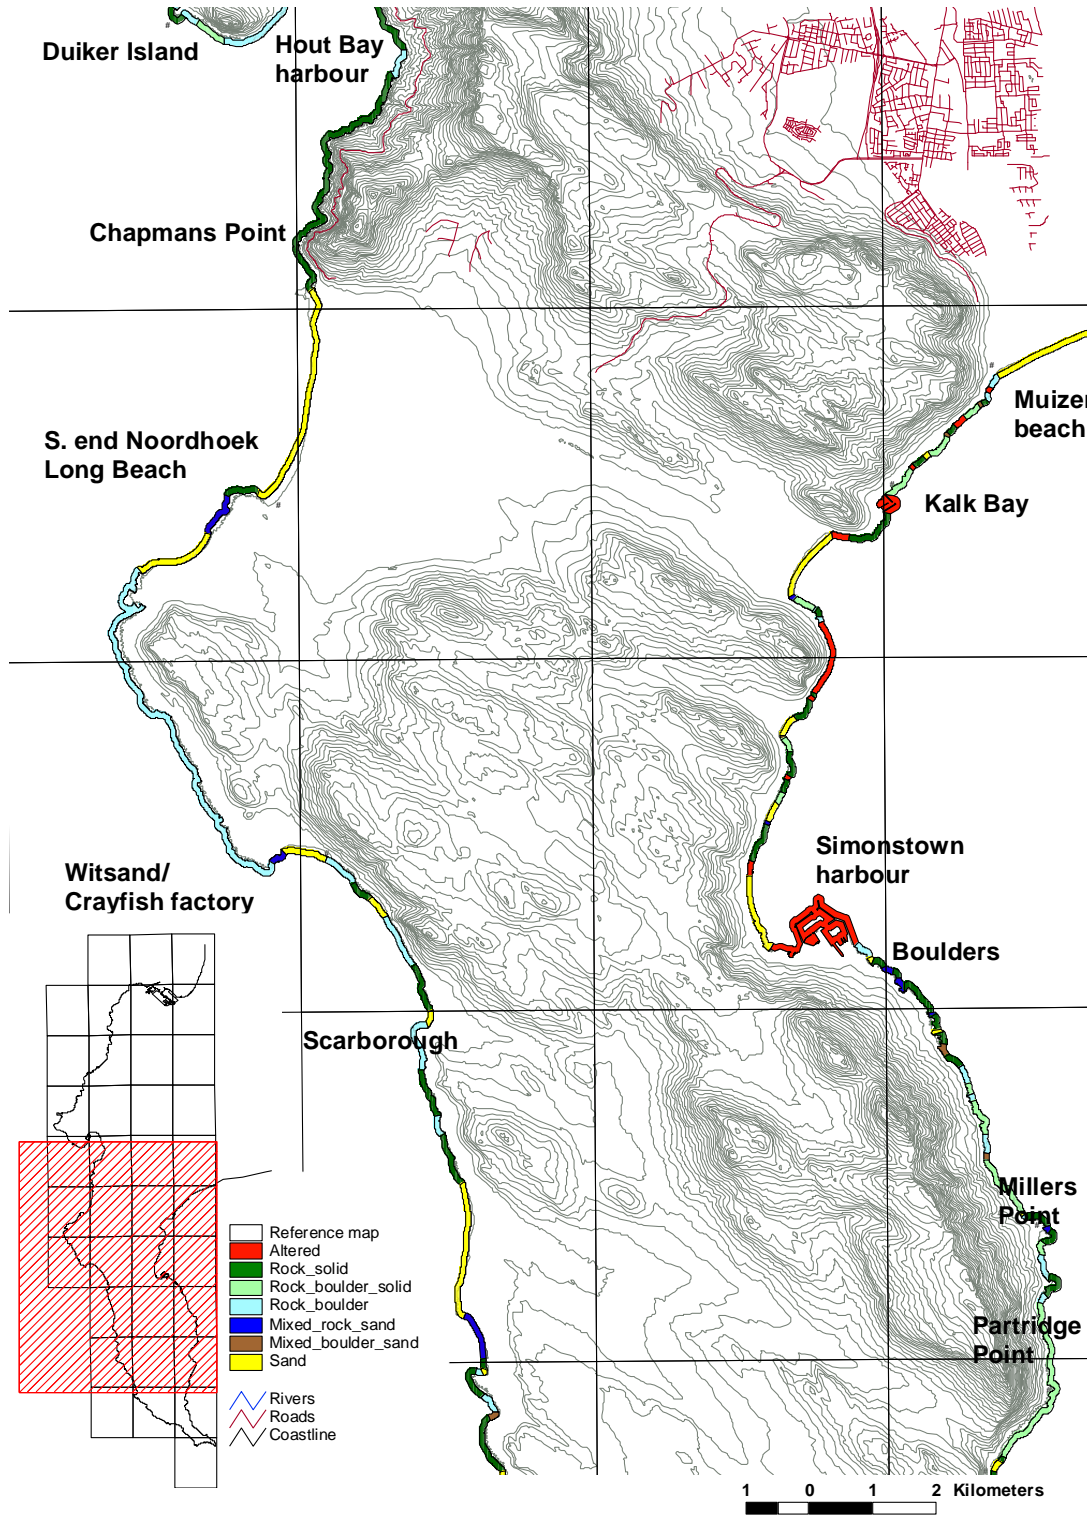 Duiker Island
Hout Bay
harbour
Chapmans Point
S. end Noordhoek
Long Beach
Muizen
beach
Kalk Bay
Witsand/
Crayfish factory
Simonstown
harbour
Boulders
Scarborough
Millers
Point
Partridge
Point
Reference map
Altered
Rock_solid
Rock_boulder_solid
Rock_boulder
Mixed_rock_sand
Mixed_boulder_sand
Sand
Rivers
Roads
Coastline
1 0 1 2 Kilometers